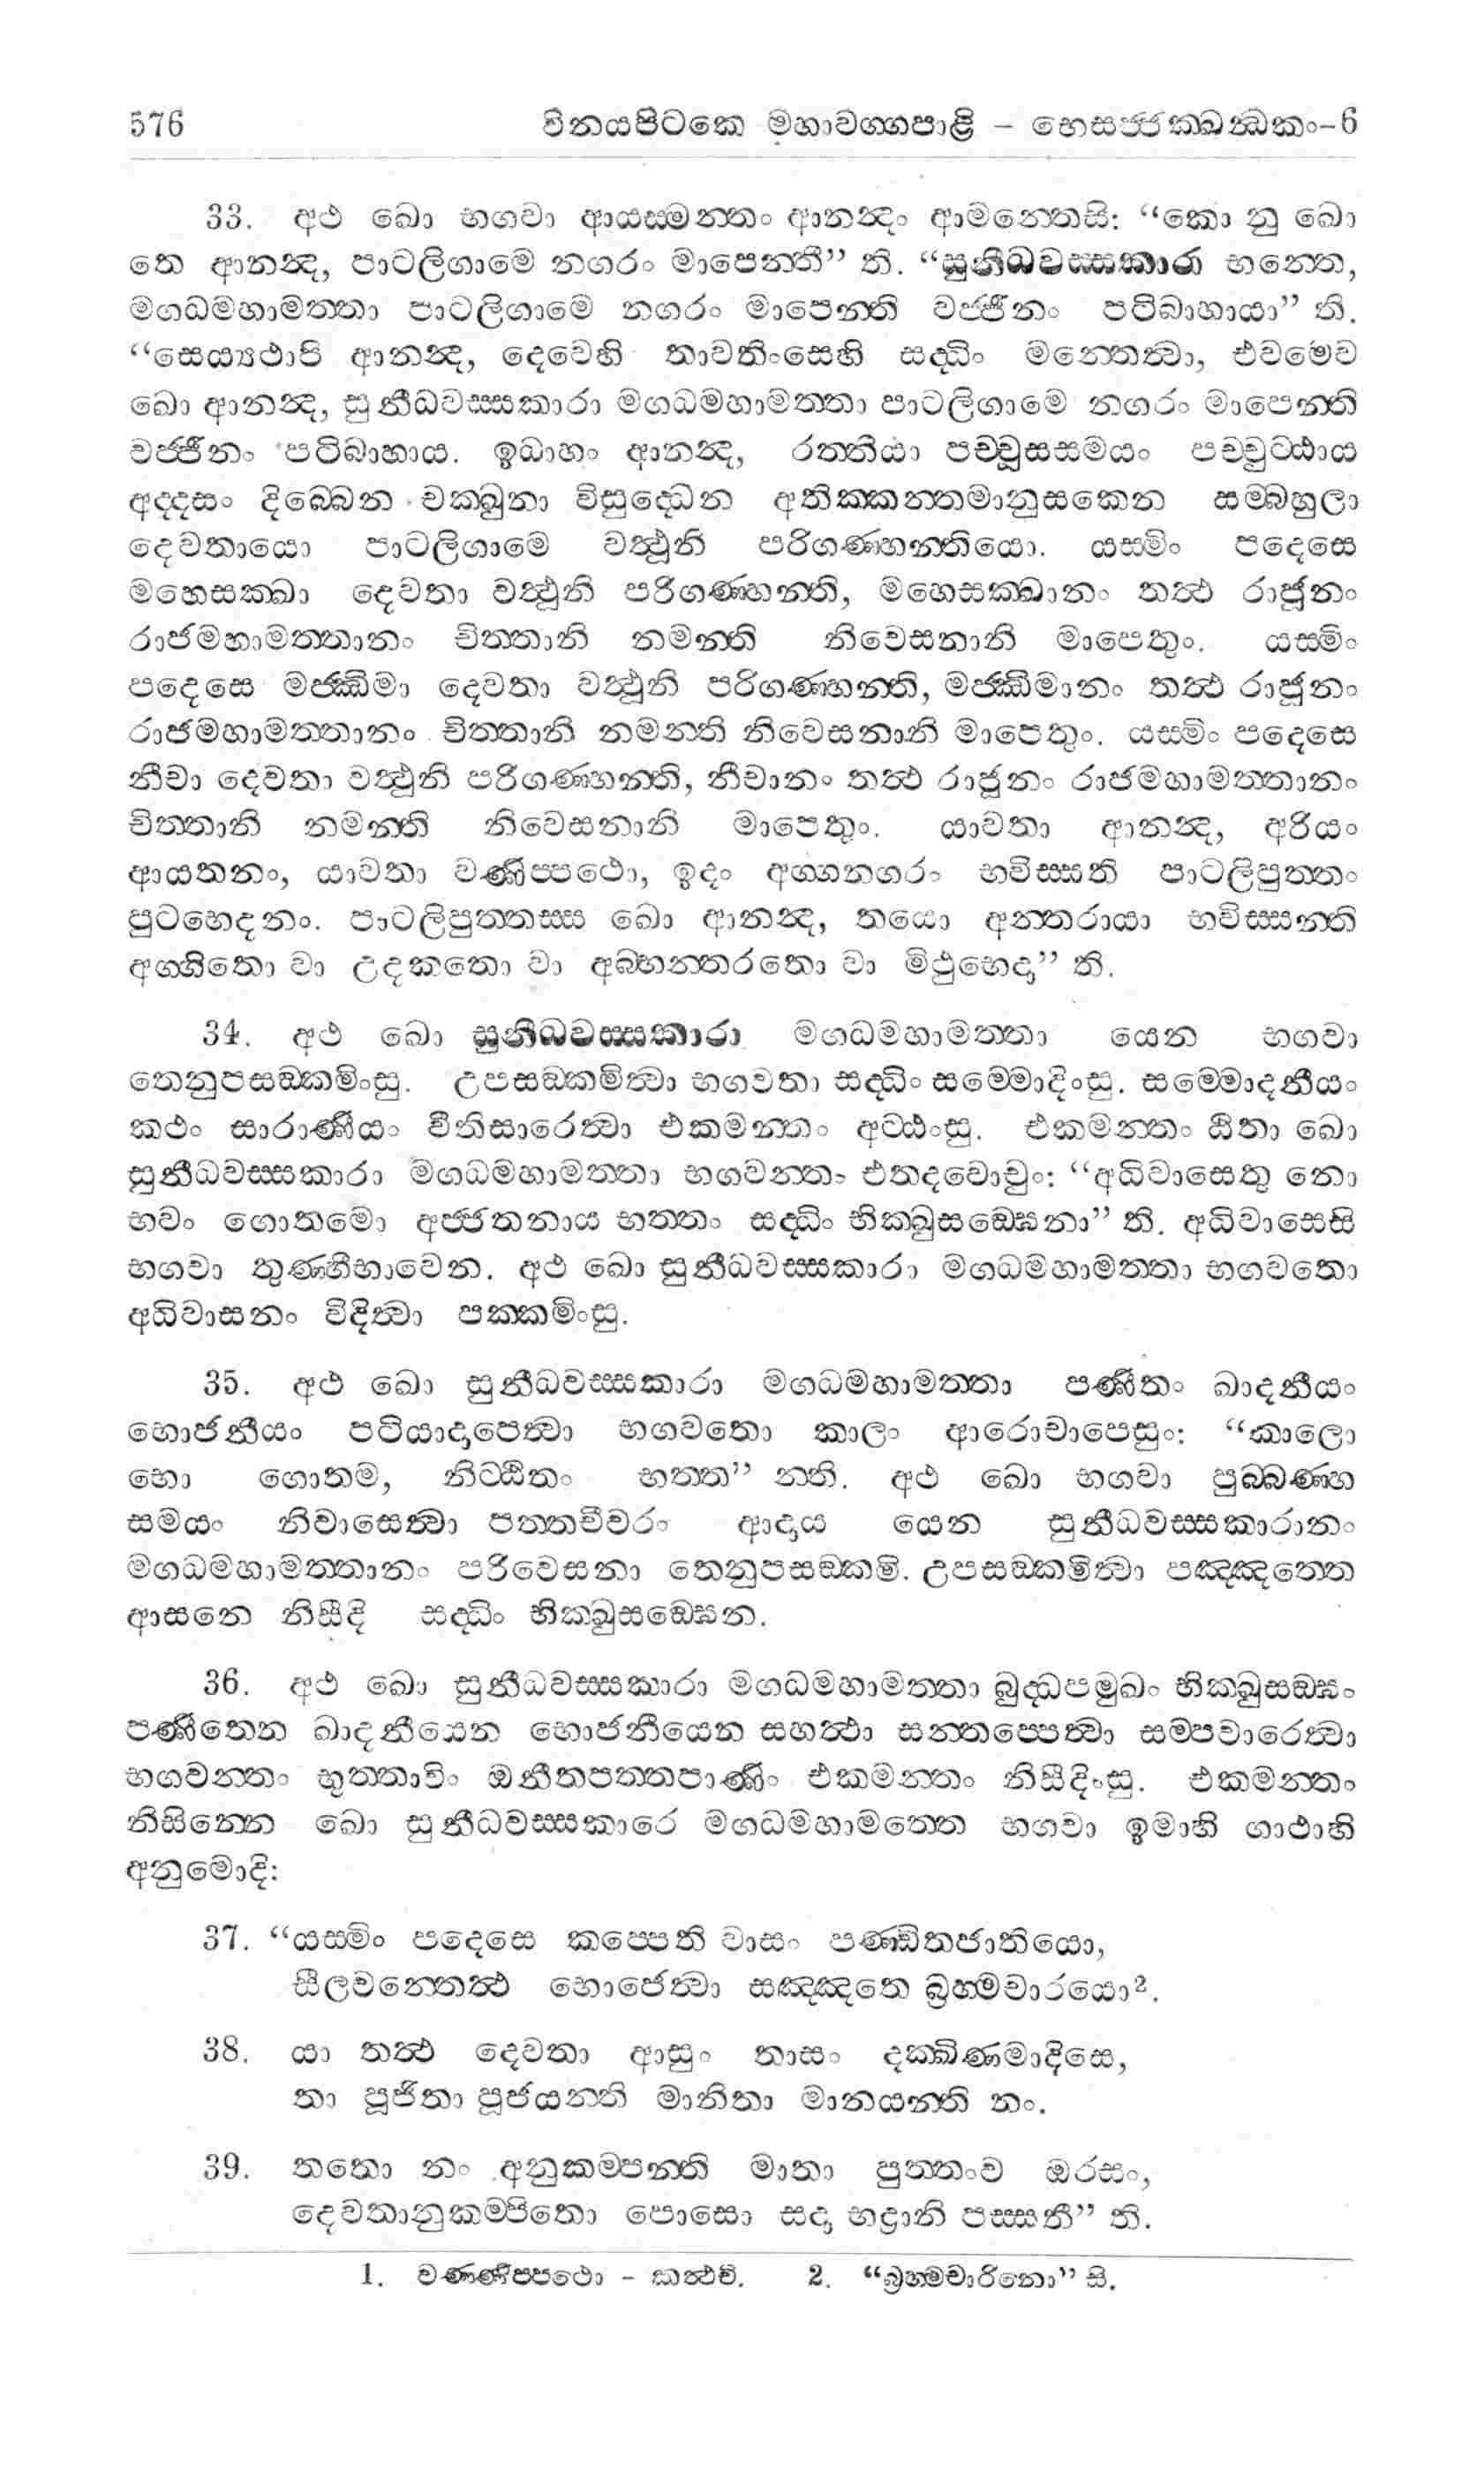 576 විනයපිටකෙ මහාවග්ගපාළි – භෙසජ්ජක්ඛන්ධකං–6
33. අථ ඛො භගවා ආයස්මන්තං ආනන්දං ආමන්තෙසි: “කො නු ඛො
තෙ ආනන්ද, පාටලිගාමෙ නගරං මාපෙන්තී” ති. “සුනීධවස්සකාරා භන්තෙ,
මගධමහාමත්තා පාටලිගාමෙ නගරං මාපෙන්ති වජ්ජීනං පටිබාහායා” ති.
“සෙය්‍යථාපි ආනන්ද, දෙවෙහි තාවතිංසෙහි සද්ධිං මන්තෙත්වා, එවමෙව
ඛො ආනන්ද, සුනීධවස්සකාරා මගධමහාමත්තා පාටලිගාමෙ නගරං මාපෙන්ති
වජ්ජීනං පටිබාහාය. ඉධාහං ආනන්ද, රත්තියා පච්චූසසමයං පච්චුට්ඨාය
අද්දසං දිබ්බෙන චක්ඛුනා විසුද්ධෙන අතික්කන්තමානුසකෙන සම්බහුලා
දෙවතායො පාටලිගාමෙ වත්ථූනි පරිගණ්හන්තියො. යස්මිං පදෙසෙ
මහෙසක්ඛා දෙවතා වත්ථූනි පරිගණ්හන්ති, මහෙසක්ඛානං තත්ථ රාජූනං
රාජමහාමත්තානං චිත්තානි නමන්ති නිවෙසනානි මාපෙතුං. යස්මිං
පදෙසෙ මජ්ඣිමා දෙවතා වත්ථූනි පරිගණ්හන්ති, මජ්ඣිමානං තත්ථ රාජූනං
රාජමහාමත්තානං චිත්තානි නමන්ති නිවෙසනානි මාපෙතුං. යස්මිං පදෙසෙ
නීචා දෙවතා වත්ථූනි පරිගණ්හන්ති, නීචානං තත්ථ රාජූනං රාජමහාමත්තානං
චිත්තානි නමන්ති නිවෙසනානි මාපෙතුං. යාවතා ආනන්ද, අරියං
ආයතනං, යාවතා වණිප්පථො, ඉදං අග්ගනගරං භවිස්සති පාටලිපුත්තං
පුටභෙදනං. පාටලිපුත්තස්ස ඛො ආනන්ද, තයො අන්තරායා භවිස්සන්ති
අග්ගිතො වා උදකතො වා අබ්භන්තරතො වා මිථුභෙදා” ති.
34. අථ ඛො සුනීධවස්සකාරා මගධමහාමත්තා යෙන භගවා
තෙනුපසඞ්කමිංසු. උපසඞ්කමිත්වා භගවතා සද්ධිං සම්මොදිංසු. සම්මොදනීයං
කථං සාරාණීයං වීතිසාරෙත්වා එකමන්තං අට්ඨංසු. එකමන්තං ඨිතා ඛො
සුනීධවස්සකාරා මගධමහාමත්තා භගවන්තං එතදවොචුං: “අධිවාසෙතු නො
භවං ගොතමො අජ්ජතනාය භත්තං සද්ධිං භික්ඛුසඞ්ඝෙනා” ති. අධිවාසෙසි
භගවා තුණ්හීභාවෙන. අථ ඛො සුනීධවස්සකාරා මගධමහාමත්තා භගවතො
අධිවාසනං විදිත්වා පක්කමිංසු.
35. අථ ඛො සුනීධවස්සකාරා මගධමහාමත්තා පණීතං ඛාදනීයං
භොජනීයං පටියාදාපෙත්වා භගවතො කාලං ආරොචාපෙසුං: “කාලො
භො ගොතම, නිට්ඨිතං භත්ත” න්ති. අථ ඛො භගවා පුබ්බණ්හ
සමයං නිවාසෙත්වා පත්තචීවරං ආදාය යෙන සුනීධවස්සකාරානං
මගධමහාමත්තානං පරිවෙසනා තෙනුපසඞ්කමි. උපසඞ්කමිත්වා පඤ්ඤත්තෙ
ආසනෙ නිසීදි සද්ධිං භික්ඛුසඞ්ඝෙන.
36. අථ ඛො සුනීධවස්සකාරා මගධමහාමත්තා බුද්ධපමුඛං භික්ඛුසඞ්ඝං
පණීතෙන ඛාදනීයෙන භොජනීයෙන සහත්ථා සන්තප්පෙත්වා සම්පවාරෙත්වා
භගවන්තං භුත්තාවිං ඔනීතපත්තපාණිං එකමන්තං නිසීදිංසු. එකමන්තං
නිසින්නෙ ඛො සුනීධවස්සකාරෙ මගධමහාමත්තෙ භගවා ඉමාහි ගාථාහි
අනුමොදි:
37. “යස්මිං පදෙසෙ කප්පෙති වාසං පණ්ඩිතජාතියො,
සීලවන්තෙත්ථ භොජෙත්වා සඤ්ඤතෙ බ්‍රහ්මචාරයො².
38. යා තත්ථ දෙවතා ආසුං තාසං දක්ඛිණමාදිසෙ,
තා පූජිතා පූජයන්ති මානිතා මානයන්ති නං.
39. තතො නං අනුකම්පන්ති මාතා පුත්තංව ඔරසං,
දෙවතානුකම්පිතො පොසො සදා භද්‍රානි පස්සතී” ති.
1. වණ්ණිප්පථො – කත්ථචි. 2. “බ්‍රහ්මචාරිනො” සි.